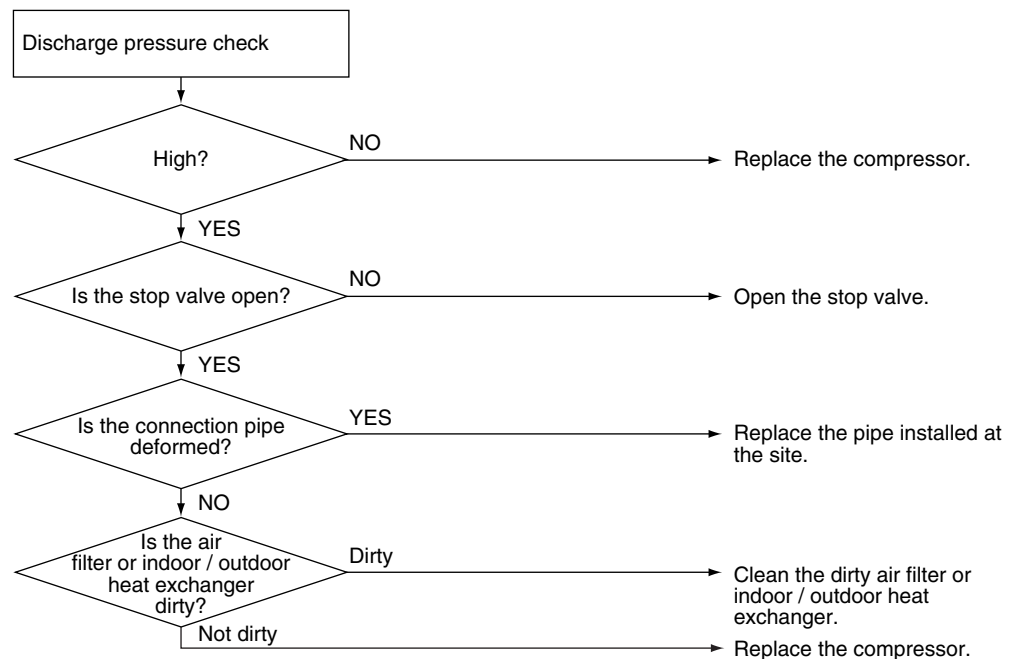 Discharge pressure check
High?
NO
Replace the compressor.
YES
Is the stop valve open?
NO
Open the stop valve.
YES
Is the connection pipe
deformed?
YES
Replace the pipe installed at
the site.
NO
Is the air
filter or indoor / outdoor
heat exchanger
dirty?
Dirty
Clean the dirty air filter or
indoor / outdoor heat
exchanger.
Not dirty
Replace the compressor.